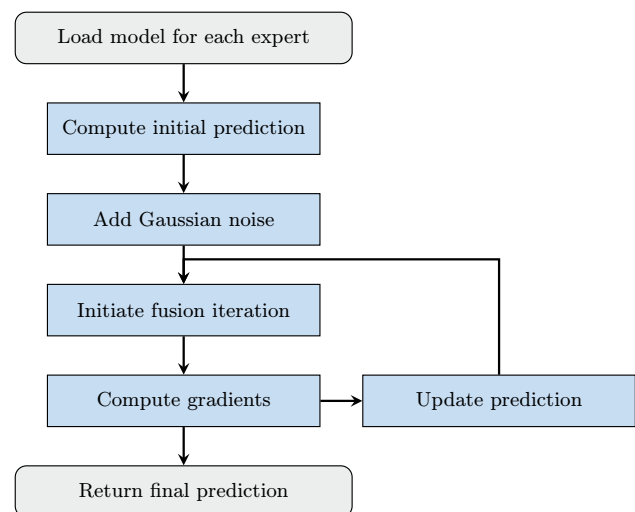 Load model for each expert
Compute initial prediction
Add Gaussian noise
Initiate fusion iteration
Compute gradients
Update prediction
Return final prediction